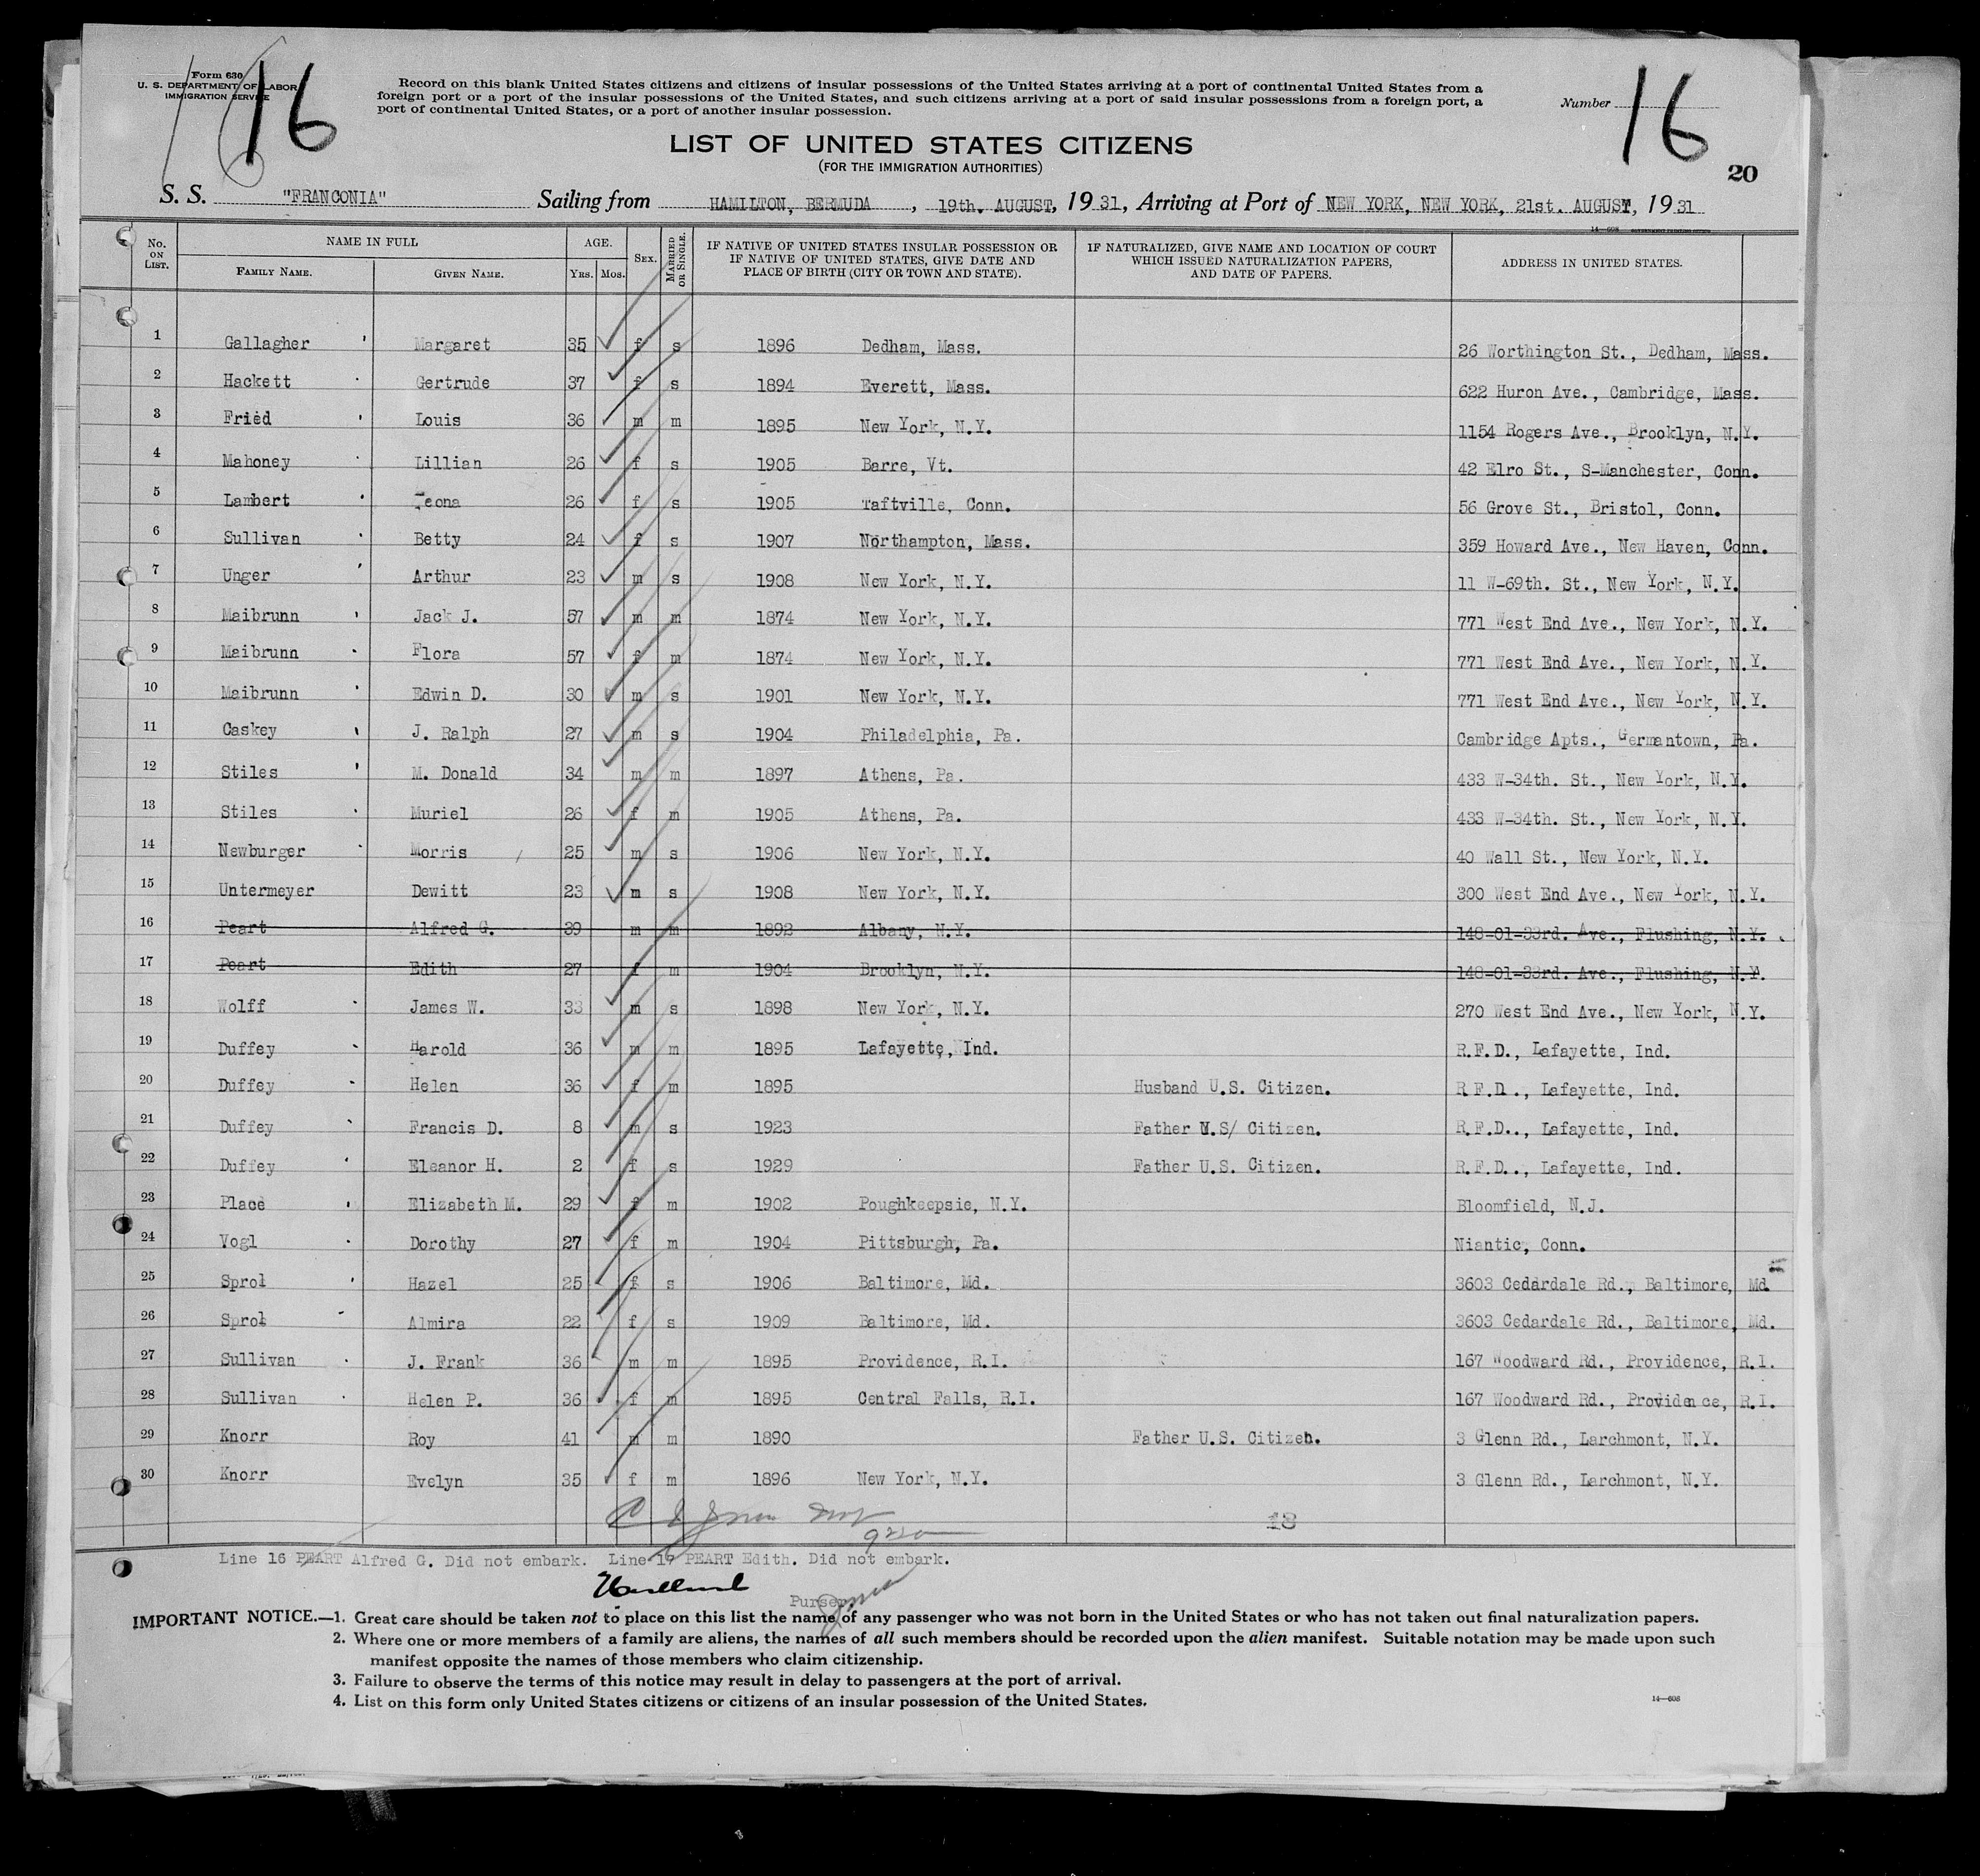 Form 630
U. S. DEPARTMENT OF LABOR
IMMIGRATION SERVICE
16
Record on this blank United States citizens and citizens of insular possessions of the United States arriving at a port of continental United States from a
foreign port or a port of the insular possessions of the United States, and such citizens arriving at a port of said insular possessions from a foreign port, a
port of continental United States, or a port of another insular possession.
Number 16
LIST OF UNITED STATES CITIZENS
(FOR THE IMMIGRATION AUTHORITIES)
20
S. S. "FRANCONIA" Sailing from HAMILTON, BERMUDA, 19th. AUGUST, 1931, Arriving at Port of NEW YORK, NEW YORK, 21st. AUGUST, 1931
14—608 GOVERNMENT PRINTING OFFICE
No. ON LIST. NAME IN FULL AGE. SEX. MARRIED OR SINGLE. IF NATIVE OF UNITED STATES INSULAR POSSESSION OR IF NATIVE OF UNITED STATES, GIVE DATE AND PLACE OF BIRTH (CITY OR TOWN AND STATE). IF NATURALIZED, GIVE NAME AND LOCATION OF COURT WHICH ISSUED NATURALIZATION PAPERS, AND DATE OF PAPERS. ADDRESS IN UNITED STATES.
FAMILY NAME. GIVEN NAME. YRS. MOS.
1 Gallagher Margaret 35 f s 1896 Dedham, Mass. 26 Worthington St., Dedham, Mass.
2 Hackett Gertrude 37 f s 1894 Everett, Mass. 622 Huron Ave., Cambridge, Mass.
3 Fried Louis 36 m m 1895 New York, N.Y. 1154 Rogers Ave., Brooklyn, N.Y.
4 Mahoney Lillian 26 f s 1905 Barre, Vt. 42 Elro St., S-Manchester, Conn.
5 Lambert Leona 26 f s 1905 Taftville, Conn. 56 Grove St., Bristol, Conn.
6 Sullivan Betty 24 f s 1907 Northampton, Mass. 359 Howard Ave., New Haven, Conn.
7 Unger Arthur 23 m s 1908 New York, N.Y. 11 W-69th. St., New York, N.Y.
8 Maibrunn Jack J. 57 m m 1874 New York, N.Y. 771 West End Ave., New York, N.Y.
9 Maibrunn Flora 57 f m 1874 New York, N.Y. 771 West End Ave., New York, N.Y.
10 Maibrunn Edwin D. 30 m s 1901 New York, N.Y. 771 West End Ave., New York, N.Y.
11 Caskey J. Ralph 27 m s 1904 Philadelphia, Pa. Cambridge Apts., Germantown, Pa.
12 Stiles M. Donald 34 m m 1897 Athens, Pa. 433 W-34th. St., New York, N.Y.
13 Stiles Muriel 26 f m 1905 Athens, Pa. 433 W-34th. St., New York, N.Y.
14 Newburger Morris 25 m s 1906 New York, N.Y. 40 Wall St., New York, N.Y.
15 Untermeyer Dewitt 23 m s 1908 New York, N.Y. 300 West End Ave., New York, N.Y.
16 Peart Alfred G. 39 m m 1892 Albany, N.Y. 148-01-33rd. Ave., Flushing, N.Y.
17 Peart Edith 27 f m 1904 Brooklyn, N.Y. 148-01-33rd. Ave., Flushing, N.Y.
18 Wolff James W. 33 m s 1898 New York, N.Y. 270 West End Ave., New York, N.Y.
19 Duffey Harold 36 m m 1895 Lafayette, Ind. R.F.D., Lafayette, Ind.
20 Duffey Helen 36 f m 1895 Husband U.S. Citizen. R F.D., Lafayette, Ind.
21 Duffey Francis D. 8 m s 1923 Father U.S/ Citizen. R.F.D.., Lafayette, Ind.
22 Duffey Eleanor H. 2 f s 1929 Father U.S. Citizen. R.F.D.., Lafayette, Ind.
23 Place Elizabeth M. 29 f m 1902 Poughkeepsie, N.Y. Bloomfield, N.J.
24 Vogl Dorothy 27 f m 1904 Pittsburgh, Pa. Niantic, Conn.
25 Sprol Hazel 25 f s 1906 Baltimore, Md. 3603 Cedardale Rd., Baltimore, Md.
26 Sprol Almira 22 f s 1909 Baltimore, Md. 3603 Cedardale Rd., Baltimore, Md.
27 Sullivan J. Frank 36 m m 1895 Providence, R.I. 167 Woodward Rd., Providence, R.I.
28 Sullivan Helen P. 36 f m 1895 Central Falls, R.I. 167 Woodward Rd., Providence, R.I.
29 Knorr Roy 41 m m 1890 Father U.S. Citizen. 3 Glenn Rd., Larchmont, N.Y.
30 Knorr Evelyn 35 f m 1896 New York, N.Y. 3 Glenn Rd., Larchmont, N.Y.
18
Line 16 PEART Alfred G. Did not embark. Line 17 PEART Edith. Did not embark.
Purser.
IMPORTANT NOTICE.—1. Great care should be taken not to place on this list the name of any passenger who was not born in the United States or who has not taken out final naturalization papers.
2. Where one or more members of a family are aliens, the names of all such members should be recorded upon the alien manifest. Suitable notation may be made upon such
manifest opposite the names of those members who claim citizenship.
3. Failure to observe the terms of this notice may result in delay to passengers at the port of arrival.
4. List on this form only United States citizens or citizens of an insular possession of the United States.
14—608